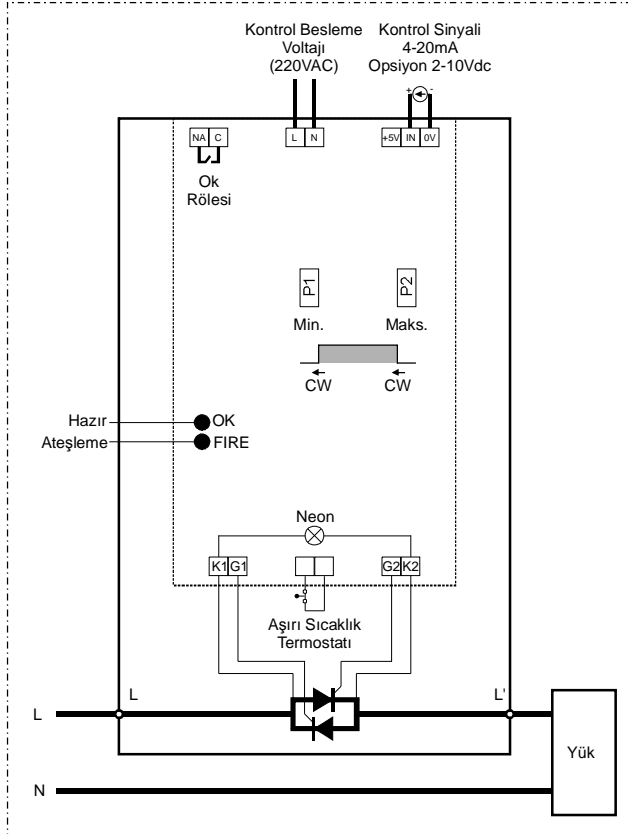 Kontrol Besleme
Voltajı
(220VAC)
Kontrol Sinyali
4-20mA
Opsiyon 2-10Vdc
+ -
NA C
L N
+5V IN 0V
Ok
Rölesi
P1
P2
Min.
Maks.
CW
CW
Hazır
OK
Ateşleme
FIRE
Neon
K1 G1
G2 K2
Aşırı Sıcaklık
Termostatı
L
L'
L
Yük
N